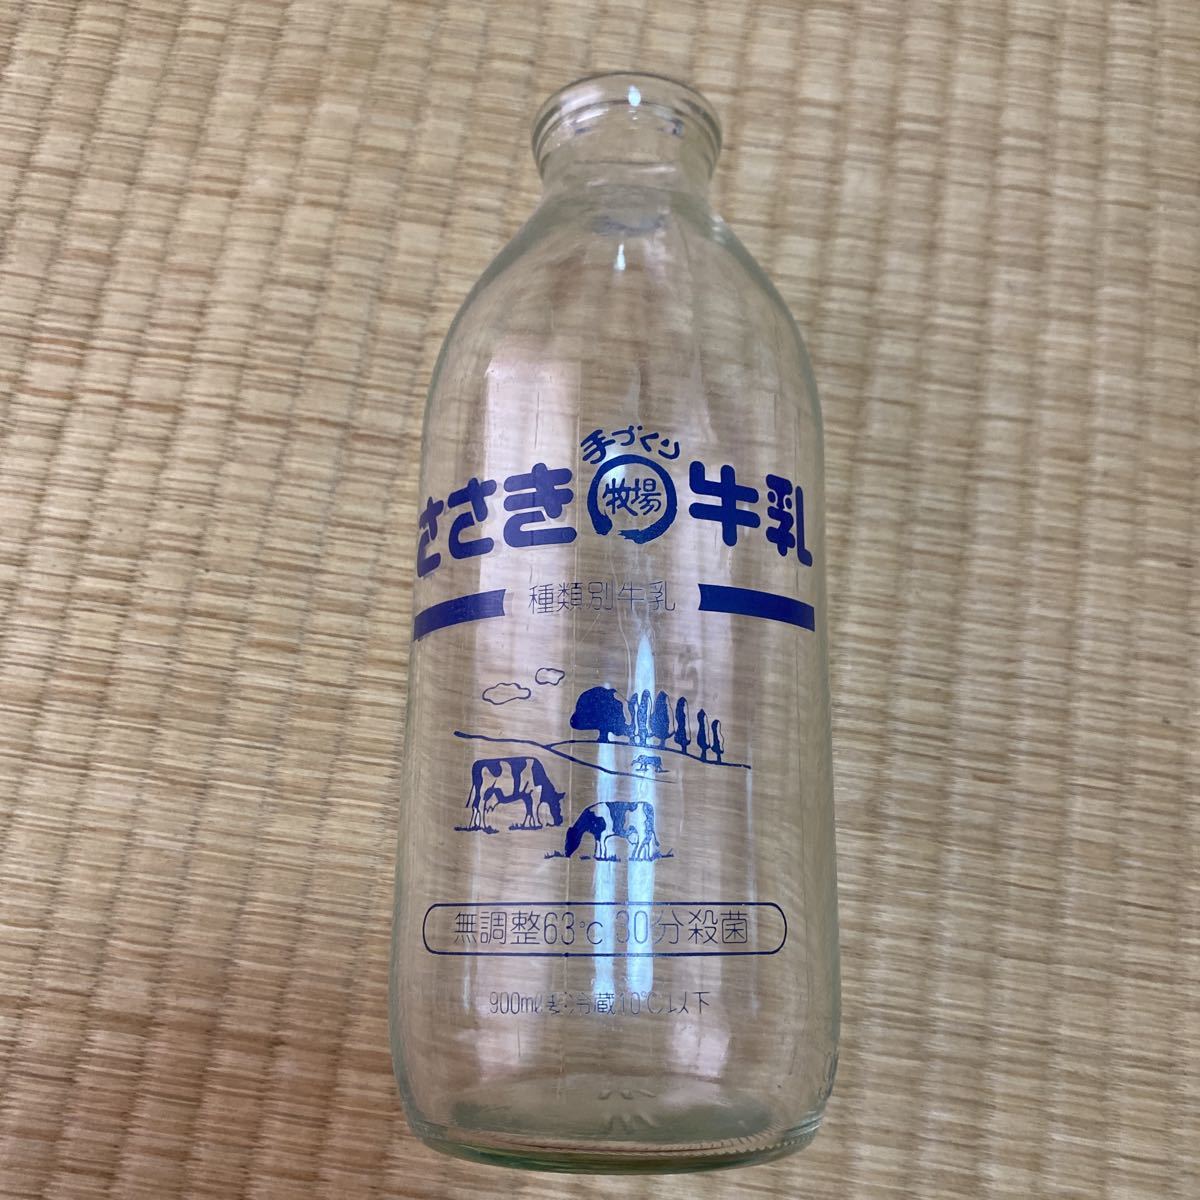 手づくり
ささき牧場牛乳
種類別牛乳
無調整63℃ 30分殺菌
900ml 要冷蔵10℃以下